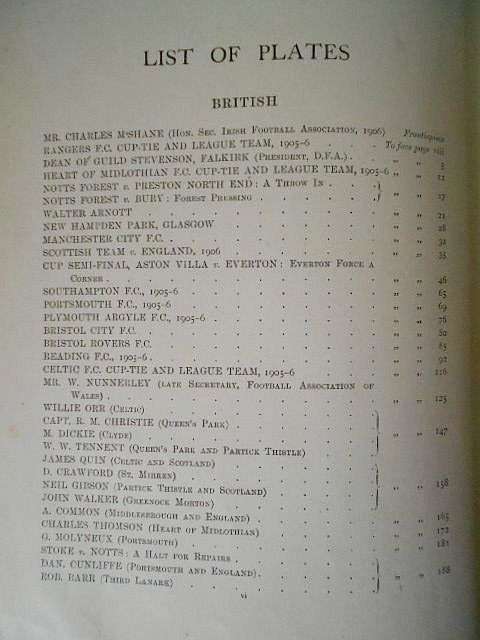 LIST OF PLATES
BRITISH
MR. CHARLES M'SHANE (HON. SEC. IRISH FOOTBALL ASSOCIATION, 1906) Frontispiece
RANGERS F.C. CUP-TIE AND LEAGUE TEAM, 1905-6 . . . To face page viii
DEAN OF GUILD STEVENSON, FALKIRK (PRESIDENT, D.F.A.) . „ „ 5
HEART OF MIDLOTHIAN F.C. CUP-TIE AND LEAGUE TEAM, 1905-6 „ „ 12
NOTTS FOREST v. PRESTON NORTH END: A THROW IN . . .
NOTTS FOREST v. BURY: FOREST PRESSING . . . „ „ 17
WALTER ARNOTT . . . „ „ 21
NEW HAMPDEN PARK, GLASGOW . . . „ „ 28
MANCHESTER CITY F.C. . . . „ „ 32
SCOTTISH TEAM v. ENGLAND, 1906 . . . „ „ 35
CUP SEMI-FINAL, ASTON VILLA v. EVERTON: EVERTON FORCE A
CORNER . . . „ „ 46
SOUTHAMPTON F.C., 1905-6 . . . „ „ 65
PORTSMOUTH F.C., 1905-6 . . . „ „ 69
PLYMOUTH ARGYLE F.C., 1905-6 . . . „ „ 76
BRISTOL CITY F.C. . . . „ „ 80
BRISTOL ROVERS F.C. . . . „ „ 85
READING F.C., 1905-6 . . . „ „ 92
CELTIC F.C. CUP-TIE AND LEAGUE TEAM, 1905-6 . . . „ „ 116
MR. W. NUNNERLEY (LATE SECRETARY, FOOTBALL ASSOCIATION OF
WALES) . . . „ „ 125
WILLIE ORR (CELTIC) . . .
CAPT. R. M. CHRISTIE (QUEEN'S PARK) . . .
M. DICKIE (CLYDE) . . . „ „ 147
W. W. TENNENT (QUEEN'S PARK AND PARTICK THISTLE) . . .
JAMES QUIN (CELTIC AND SCOTLAND) . . .
D. CRAWFORD (ST. MIRREN) . . .
NEIL GIBSON (PARTICK THISTLE AND SCOTLAND) . . . „ „ 158
JOHN WALKER (GREENOCK MORTON) . . .
A. COMMON (MIDDLESBROUGH AND ENGLAND) . . . „ „ 165
CHARLES THOMSON (HEART OF MIDLOTHIAN) . . . „ „ 172
G. MOLYNEUX (PORTSMOUTH) . . . „ „ 181
STOKE v. NOTTS: A HALT FOR REPAIRS . . .
DAN. CUNLIFFE (PORTSMOUTH AND ENGLAND) . . . „ „ 188
ROB. BARR (THIRD LANARK) . . .
vi